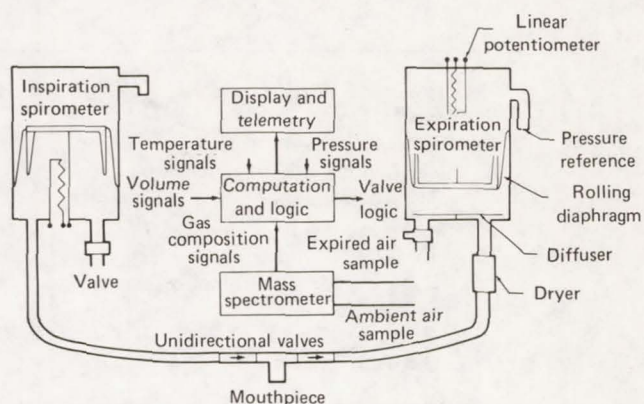 Linear
potentiometer
Inspiration
spirometer
Display and
telemetry
Expiration
spirometer
Temperature
signals
Pressure
signals
Pressure
reference
Volume
signals
Computation
and logic
Valve
logic
Rolling
diaphragm
Gas
composition
signals
Expired air
sample
Diffuser
Valve
Mass
spectrometer
Dryer
Ambient air
sample
Unidirectional valves
Mouthpiece